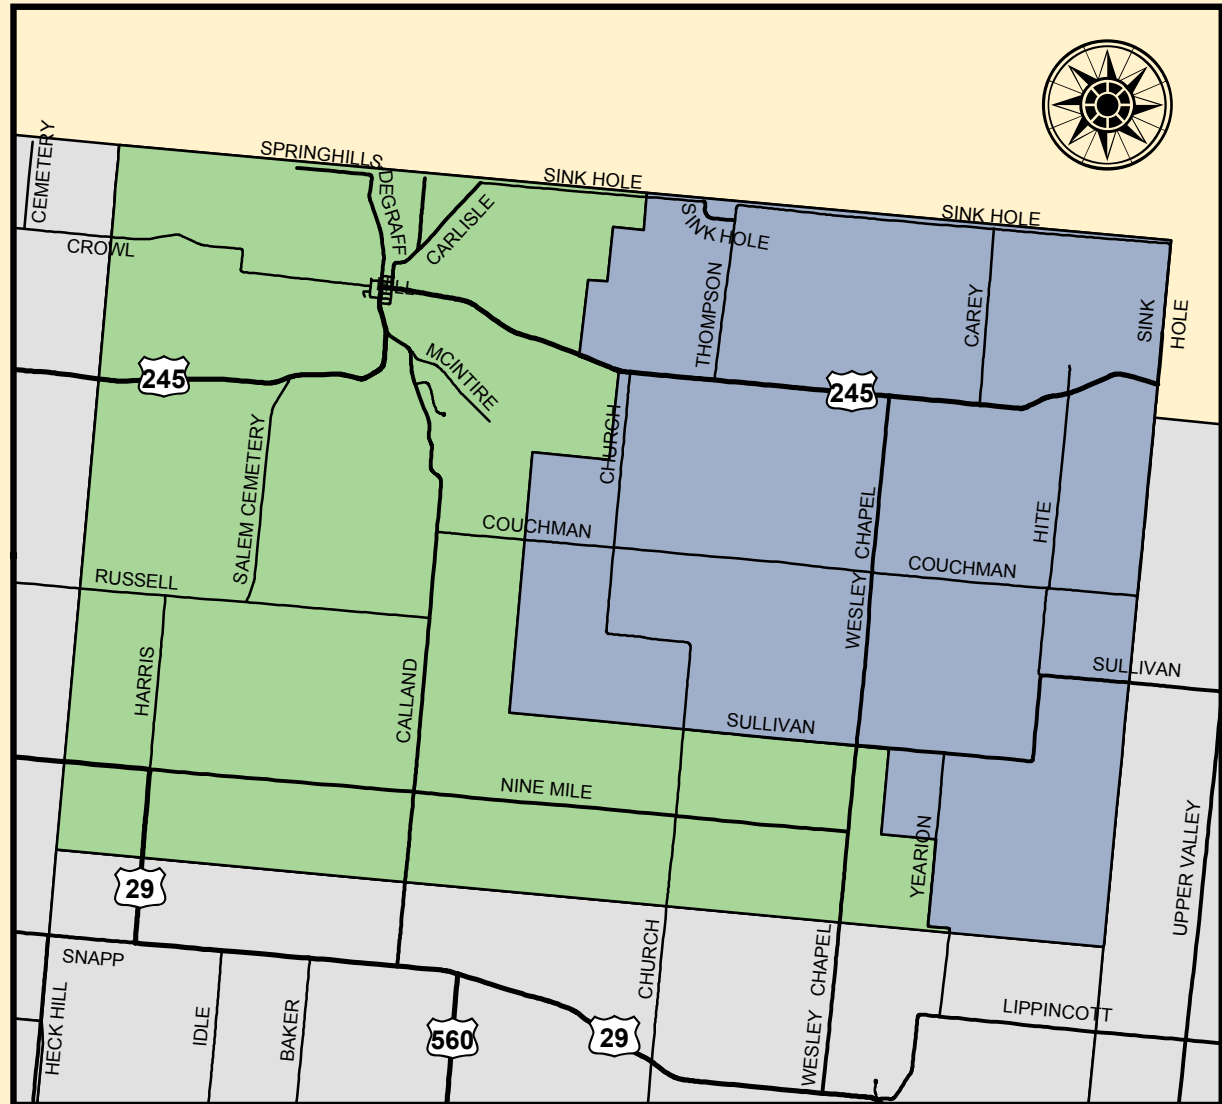 CEMETERY
SPRINGHILLS
DEGRAFF
CARLISLE
SINK HOLE
SINK HOLE
SINK HOLE
SINK
HOLE
CROWL
THOMPSON
CAREY
245
245
MCINTIRE
SALEM CEMETERY
CHURCH
COUCHMAN
WESLEY CHAPEL
HITE
COUCHMAN
RUSSELL
HARRIS
CALLAND
SULLIVAN
SULLIVAN
NINE MILE
YEARION
UPPER VALLEY
29
SNAPP
HECK HILL
IDLE
BAKER
560
29
CHURCH
WESLEY CHAPEL
LIPPINCOTT